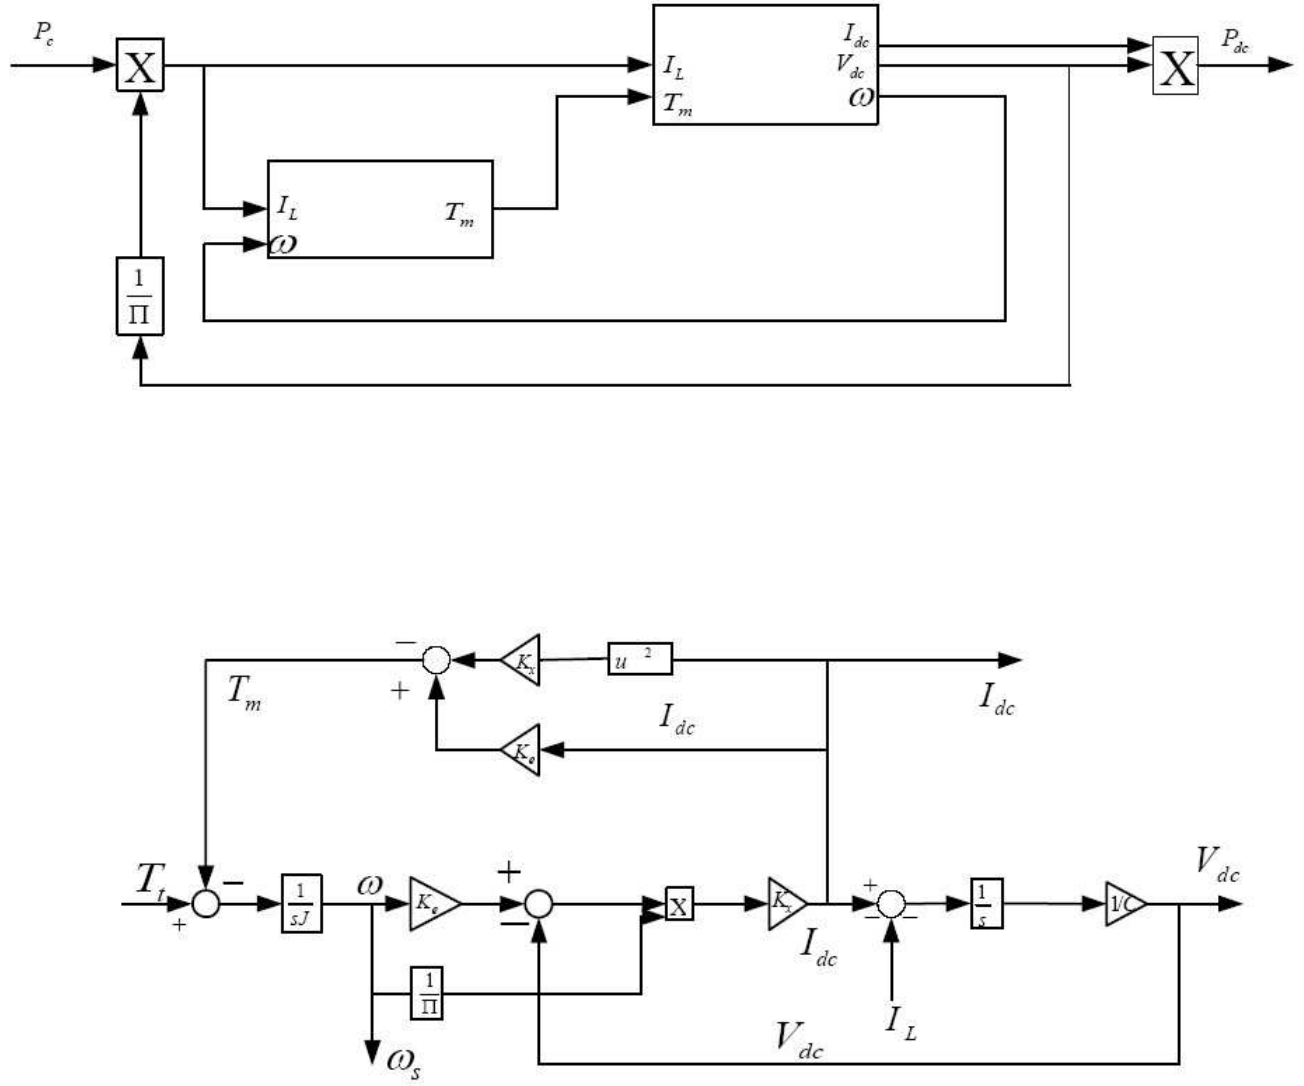 P_c
X
I_L
T_m
I_dc
V_dc
ω
X
P_dc
I_L
ω
T_m
1
Π
T_m
−
+
K_x
u 2
I_dc
K_e
I_dc
T_t
+
−
1
sJ
ω
K_e
+
−
X
K_x
I_dc
+
−
−
I_L
1
s
1/C
V_dc
1
Π
ω_s
V_dc